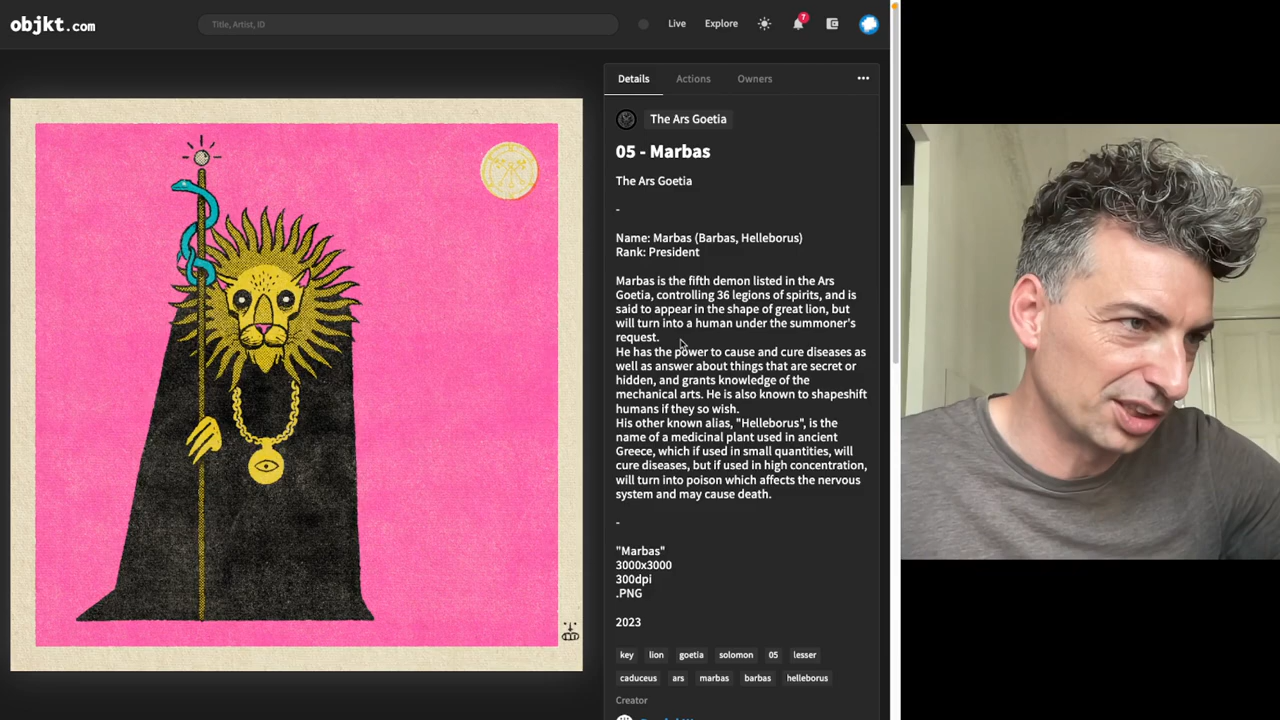 objkt.com
Title, Artist, ID
Live
Explore
7
Details
Actions
Owners
The Ars Goetia
05 - Marbas
The Ars Goetia
-
Name: Marbas (Barbas, Helleborus)
Rank: President
Marbas is the fifth demon listed in the Ars
Goetia, controlling 36 legions of spirits, and is
said to appear in the shape of great lion, but
will turn into a human under the summoner's
request.
He has the power to cause and cure diseases as
well as answer about things that are secret or
hidden, and grants knowledge of the
mechanical arts. He is also known to shapeshift
humans if they so wish.
His other known alias, "Helleborus", is the
name of a medicinal plant used in ancient
Greece, which if used in small quantities, will
cure diseases, but if used in high concentration,
will turn into poison which affects the nervous
system and may cause death.
-
"Marbas"
3000x3000
300dpi
.PNG
2023
key
lion
goetia
solomon
05
lesser
caduceus
ars
marbas
barbas
helleborus
Creator